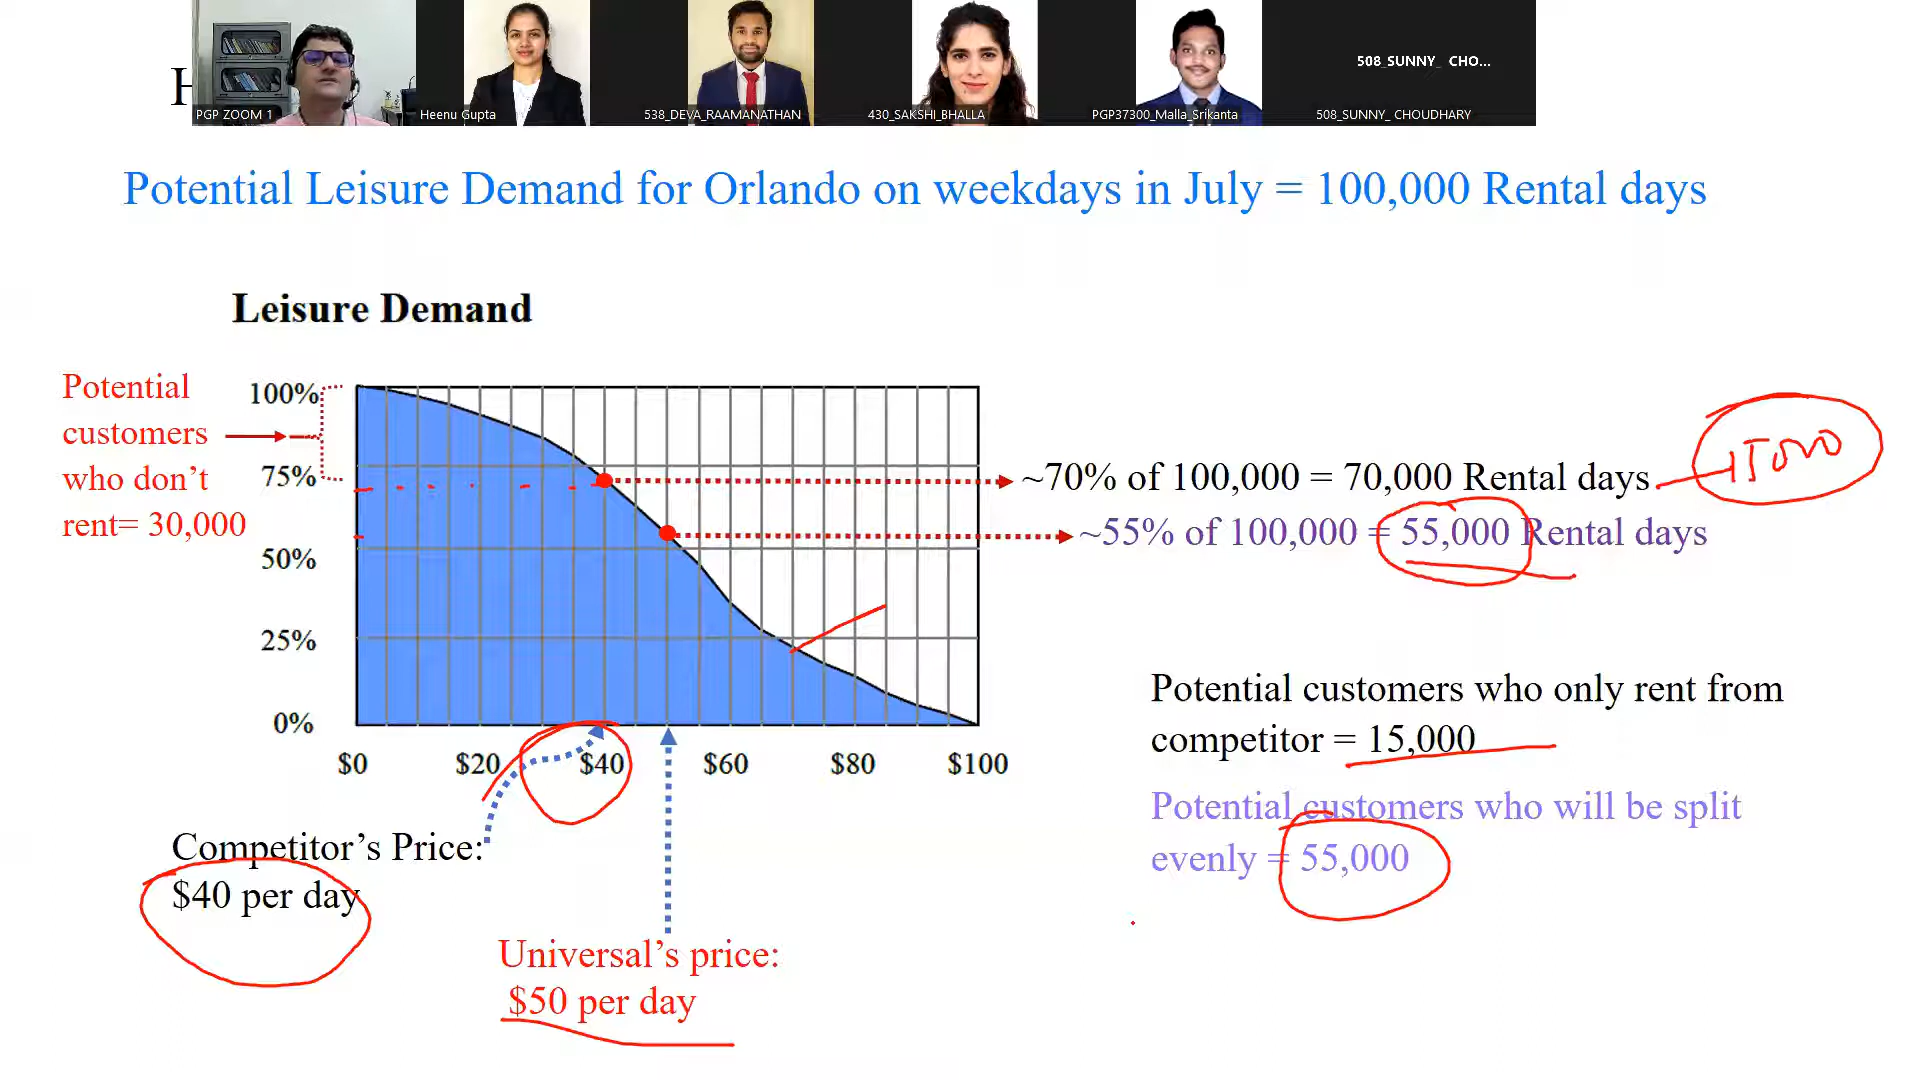 H
PGP ZOOM 1
Heenu Gupta
538_DEVA_RAAMANATHAN
430_SAKSHI_BHALLA
PGP37300_Malla_Srikanta
508_SUNNY_ CHO...
508_SUNNY_ CHOUDHARY
Potential Leisure Demand for Orlando on weekdays in July = 100,000 Rental days
Leisure Demand
Potential
customers
who don’t
rent= 30,000
100%
75%
50%
25%
0%
$0 $20 $40 $60 $80 $100
~70% of 100,000 = 70,000 Rental days
15000
~55% of 100,000 = 55,000 Rental days
Potential customers who only rent from
competitor = 15,000
Potential customers who will be split
evenly = 55,000
Competitor’s Price:
$40 per day
Universal’s price:
$50 per day